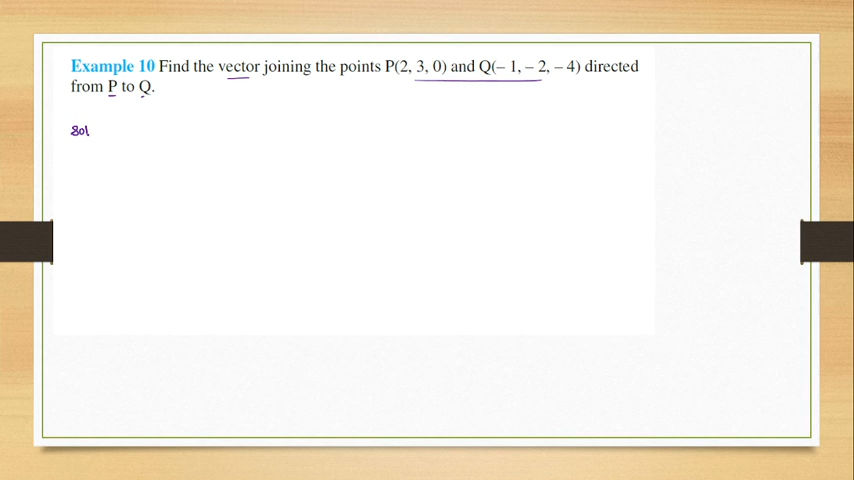 Example 10 Find the vector joining the points P(2, 3, 0) and Q(– 1, – 2, – 4) directed
from P to Q.
Sol